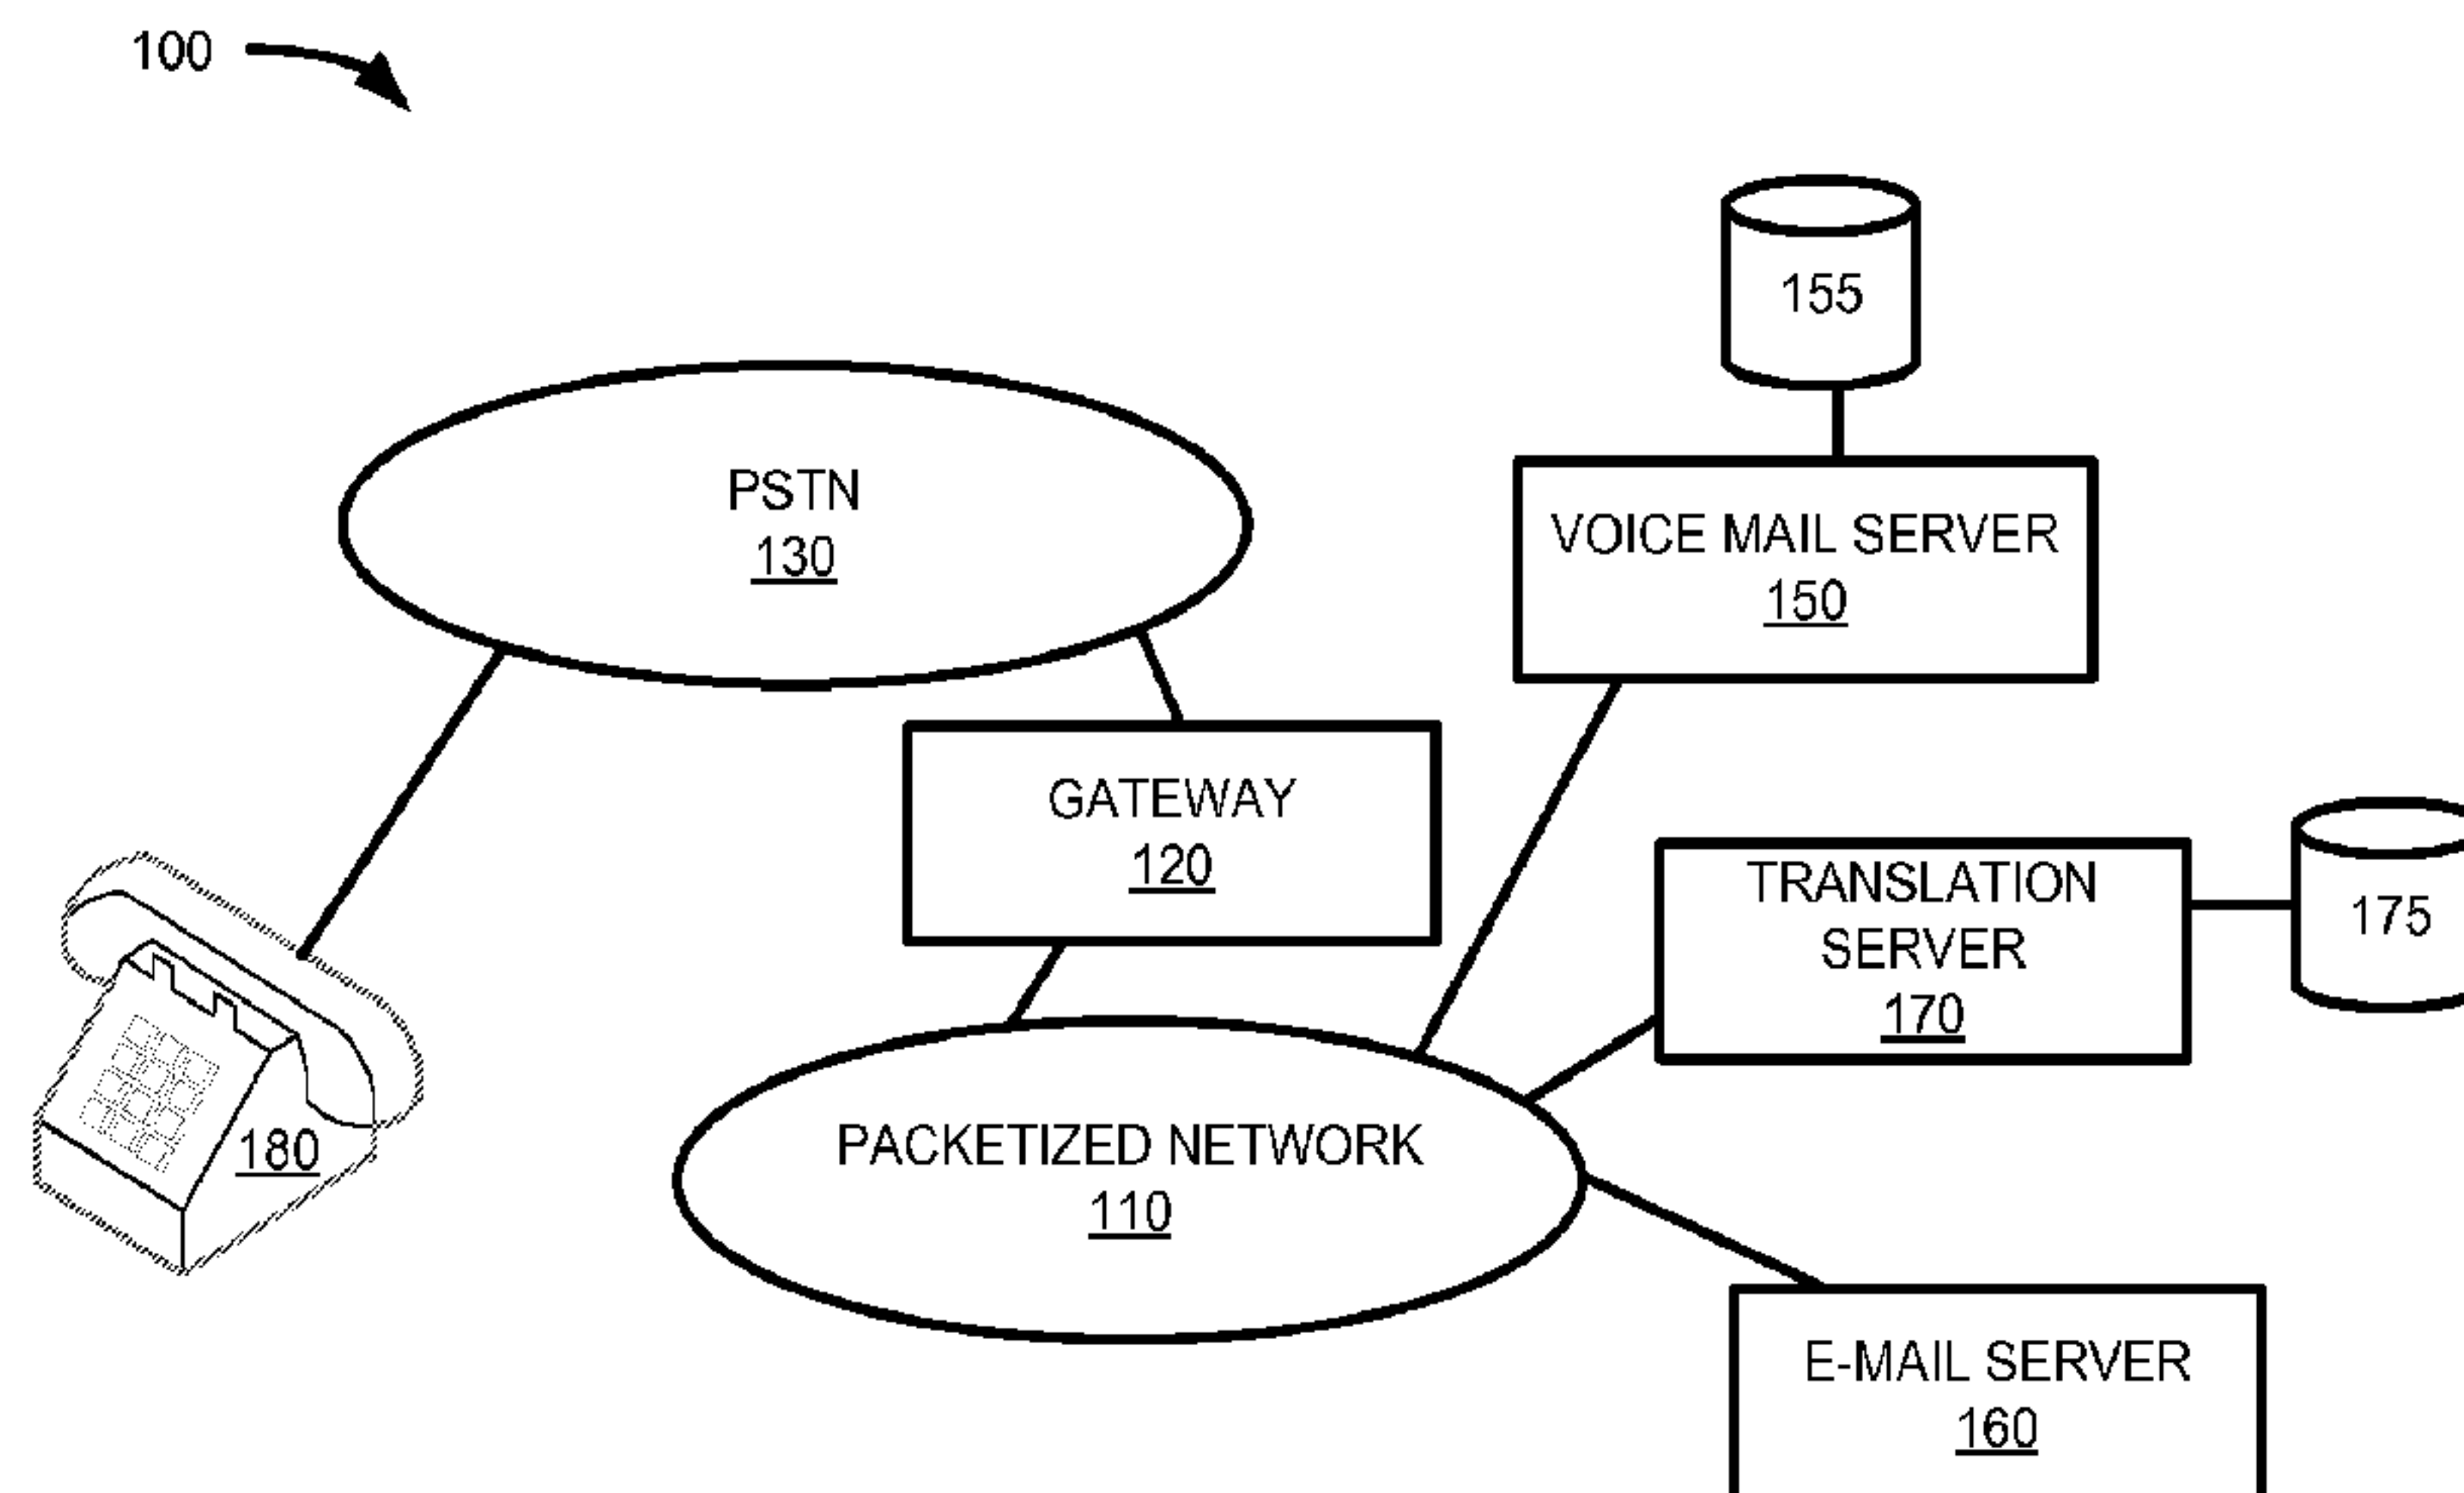 100
155
PSTN
130
VOICE MAIL SERVER
150
GATEWAY
120
TRANSLATION
SERVER
170
175
PACKETIZED NETWORK
110
180
E-MAIL SERVER
160